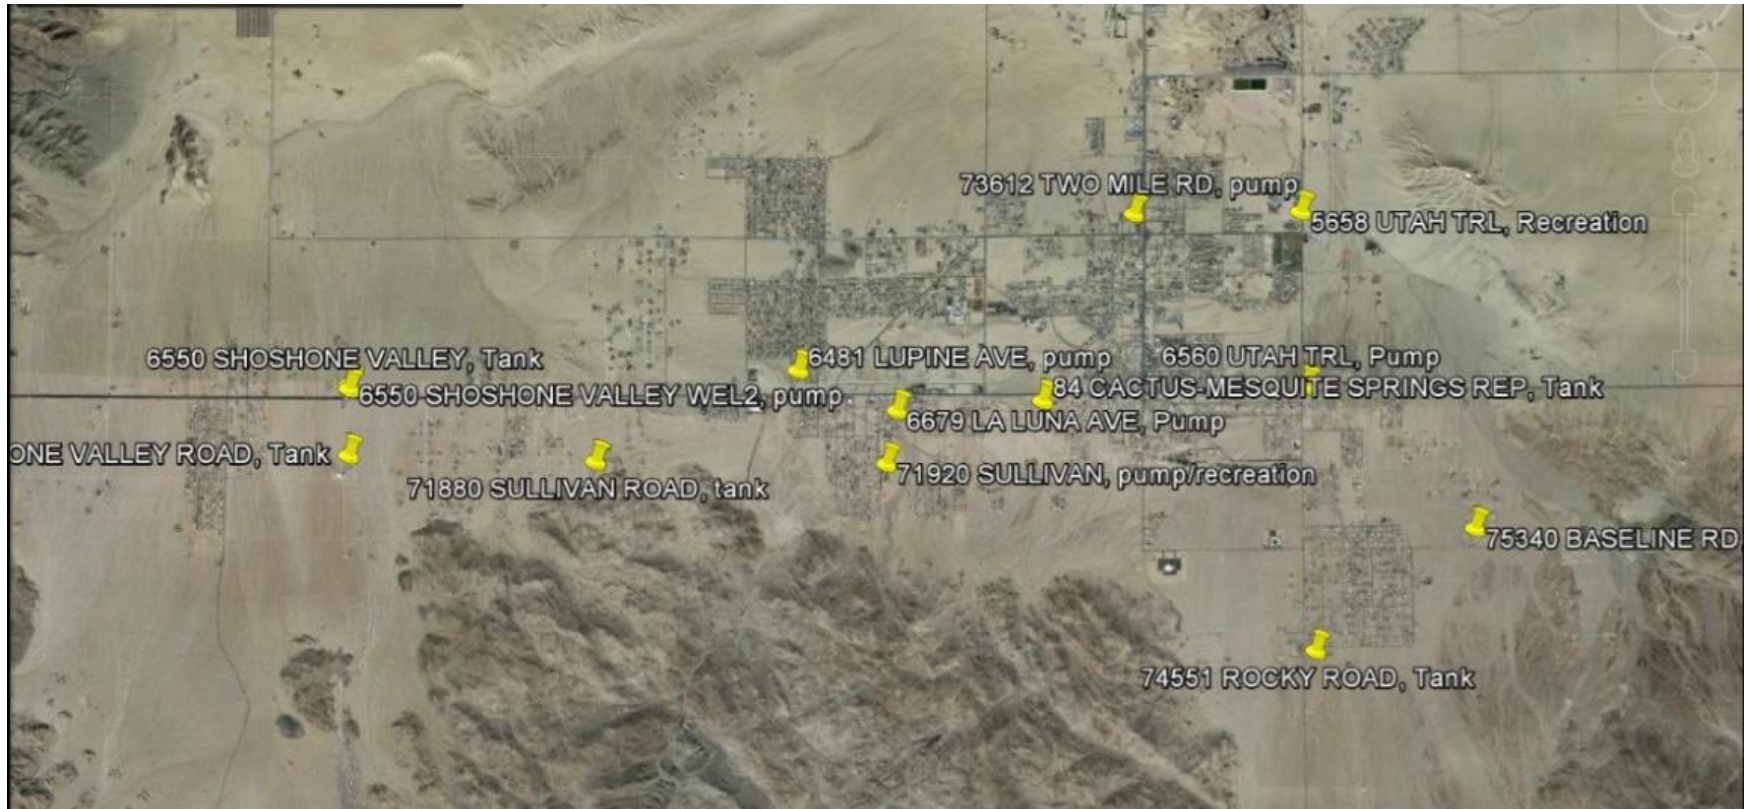 73612 TWO MILE RD, pump
5658 UTAH TRL, Recreation
6550 SHOSHONE VALLEY, Tank
6481 LUPINE AVE, pump
6560 UTAH TRL, Pump
6550 SHOSHONE VALLEY WEL2, pump
84 CACTUS-MESQUITE SPRINGS REP, Tank
6679 LA LUNA AVE, Pump
ONE VALLEY ROAD, Tank
71880 SULLIVAN ROAD, tank
71920 SULLIVAN, pump/recreation
75340 BASELINE RD
74551 ROCKY ROAD, Tank